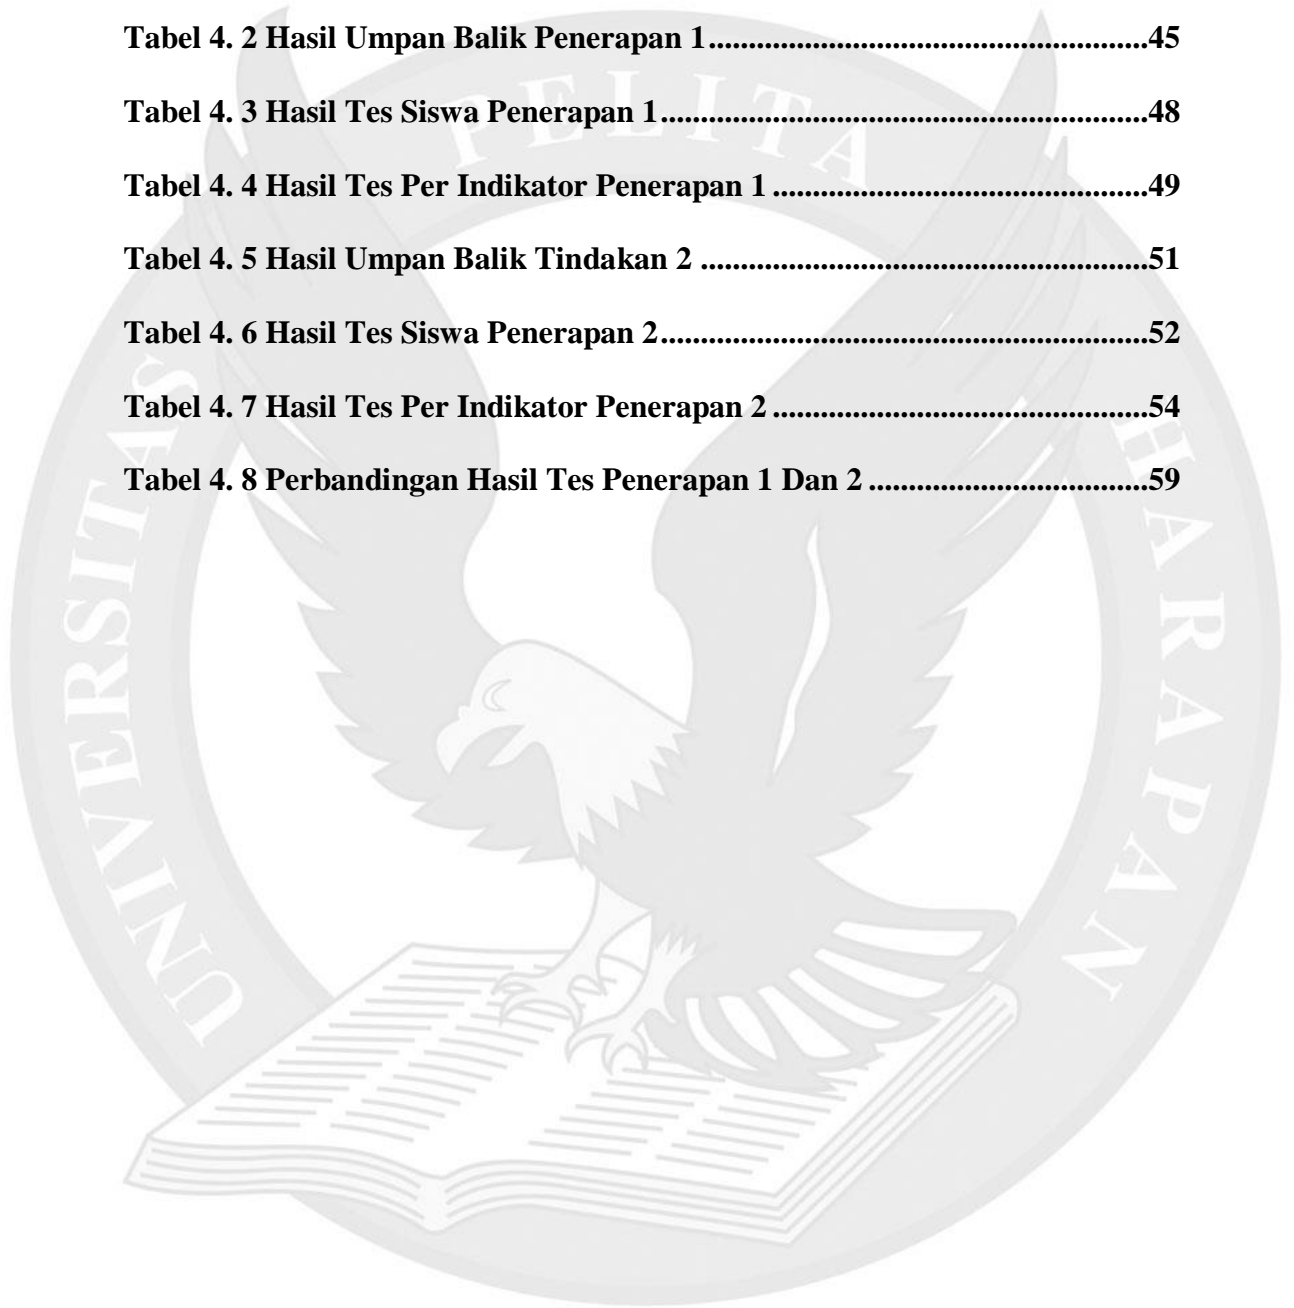 Tabel 4. 2 Hasil Umpan Balik Penerapan 1.......................................................45
Tabel 4. 3 Hasil Tes Siswa Penerapan 1.............................................................48
Tabel 4. 4 Hasil Tes Per Indikator Penerapan 1 ...............................................49
Tabel 4. 5 Hasil Umpan Balik Tindakan 2 ........................................................51
Tabel 4. 6 Hasil Tes Siswa Penerapan 2.............................................................52
Tabel 4. 7 Hasil Tes Per Indikator Penerapan 2 ...............................................54
Tabel 4. 8 Perbandingan Hasil Tes Penerapan 1 Dan 2 ...................................59
UNIVERSITAS PELITA HARAPAN